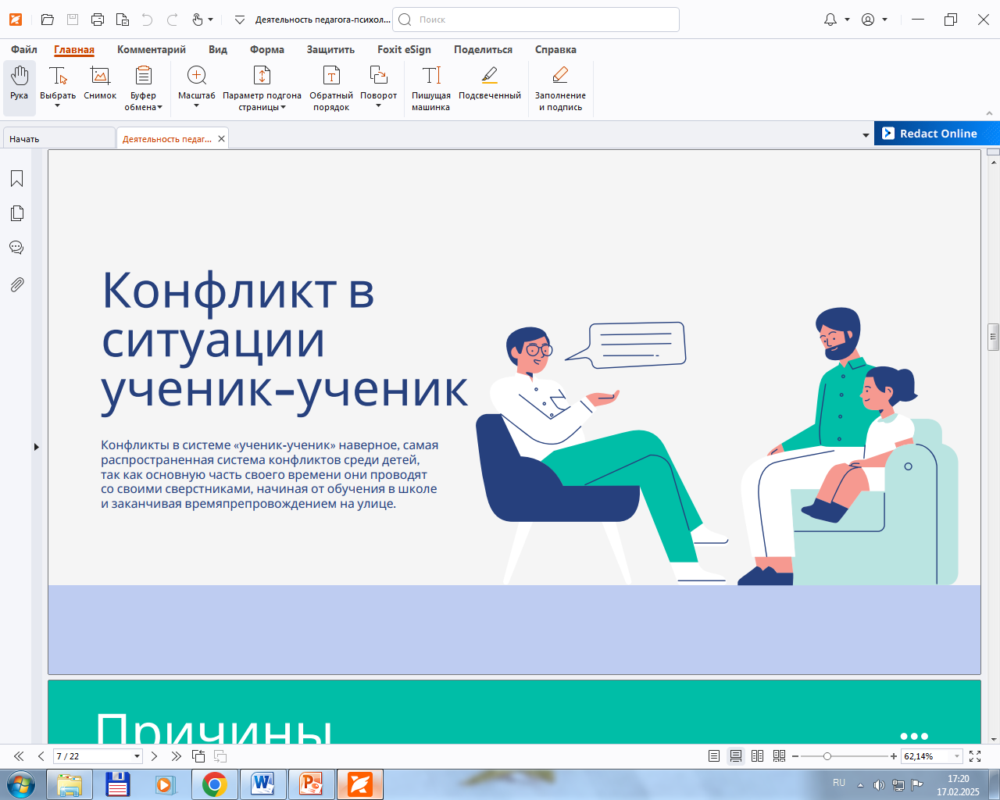 Деятельность педагога-психол...
Поиск
Файл
Главная
Комментарий
Вид
Форма
Защитить
Foxit eSign
Поделиться
Справка
Рука
Выбрать
Снимок
Буфер
обмена
Масштаб
Параметр подгона
страницы
Обратный
порядок
Поворот
Пишущая
машинка
Подсвеченный
Заполнение
и подпись
Начать
Деятельность педаг...
Redact Online
Конфликт в
ситуации
ученик-ученик
Конфликты в системе «ученик-ученик» наверное, самая
распространенная система конфликтов среди детей,
так как основную часть своего времени они проводят
со своими сверстниками, начиная от обучения в школе
и заканчивая времяпрепровождением на улице.
Причины
7 / 22
62,14%
RU
17:20
17.02.2025